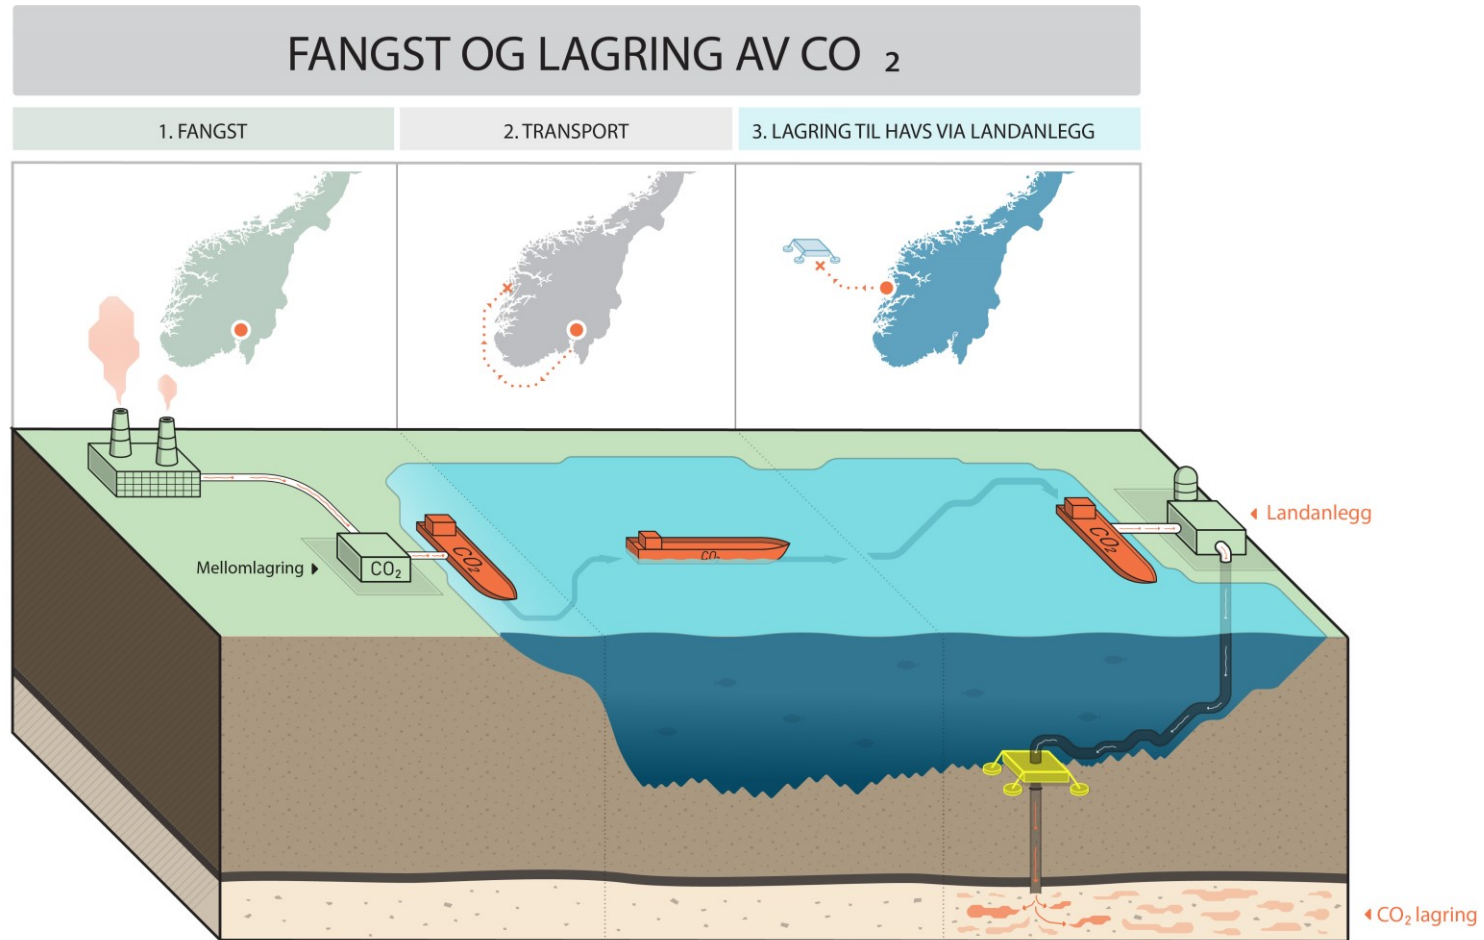 FANGST OG LAGRING AV CO ₂
1. FANGST
2. TRANSPORT
3. LAGRING TIL HAVS VIA LANDANLEGG
Landanlegg
Mellomlagring
CO₂
CO₂
CO₂
CO₂
CO₂ lagring